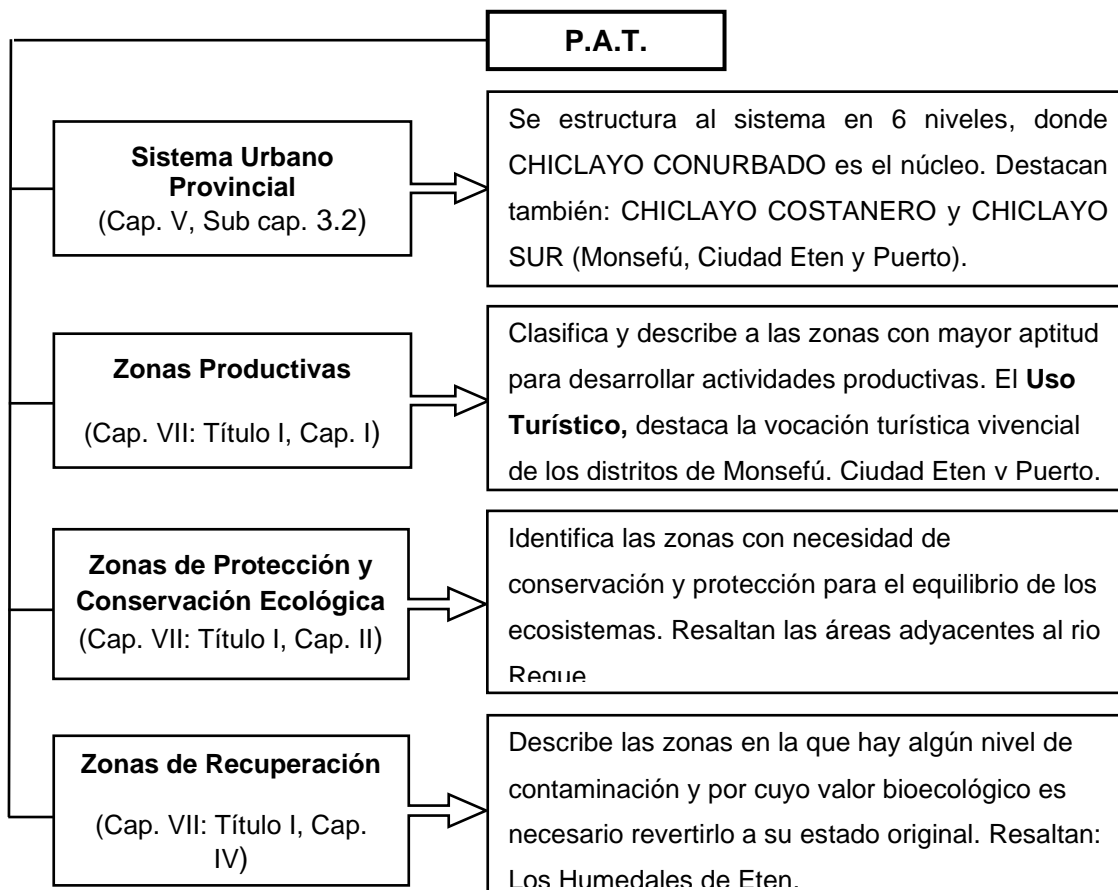 P.A.T.
Sistema Urbano
Provincial
(Cap. V, Sub cap. 3.2)
Se estructura al sistema en 6 niveles, donde
CHICLAYO CONURBADO es el núcleo. Destacan
también: CHICLAYO COSTANERO y CHICLAYO
SUR (Monsefú, Ciudad Eten y Puerto).
Zonas Productivas
(Cap. VII: Título I, Cap. I)
Clasifica y describe a las zonas con mayor aptitud
para desarrollar actividades productivas. El Uso
Turístico, destaca la vocación turística vivencial
de los distritos de Monsefú. Ciudad Eten y Puerto.
Zonas de Protección y
Conservación Ecológica
(Cap. VII: Título I, Cap. II)
Identifica las zonas con necesidad de
conservación y protección para el equilibrio de los
ecosistemas. Resaltan las áreas adyacentes al rio
Reque
Zonas de Recuperación
(Cap. VII: Título I, Cap.
IV)
Describe las zonas en la que hay algún nivel de
contaminación y por cuyo valor bioecológico es
necesario revertirlo a su estado original. Resaltan:
Los Humedales de Eten.